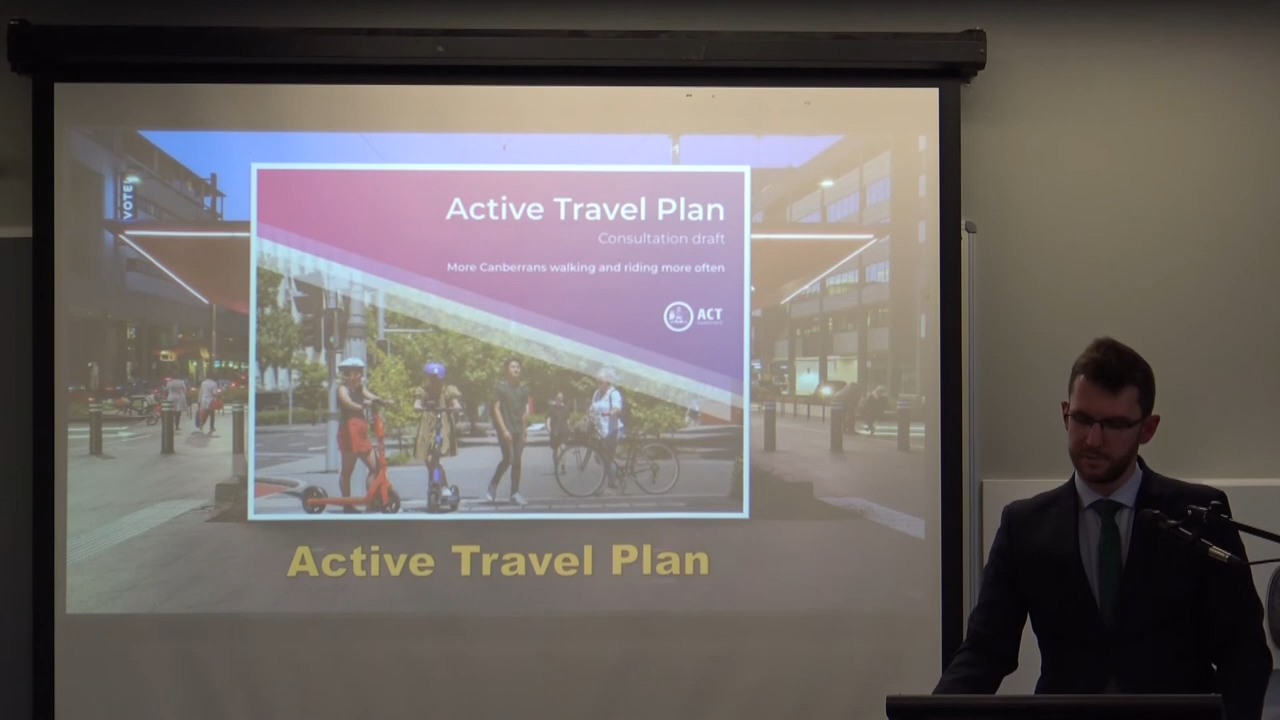 VOTE
Active Travel Plan
Consultation draft
More Canberrans walking and riding more often
ACT
Active Travel Plan